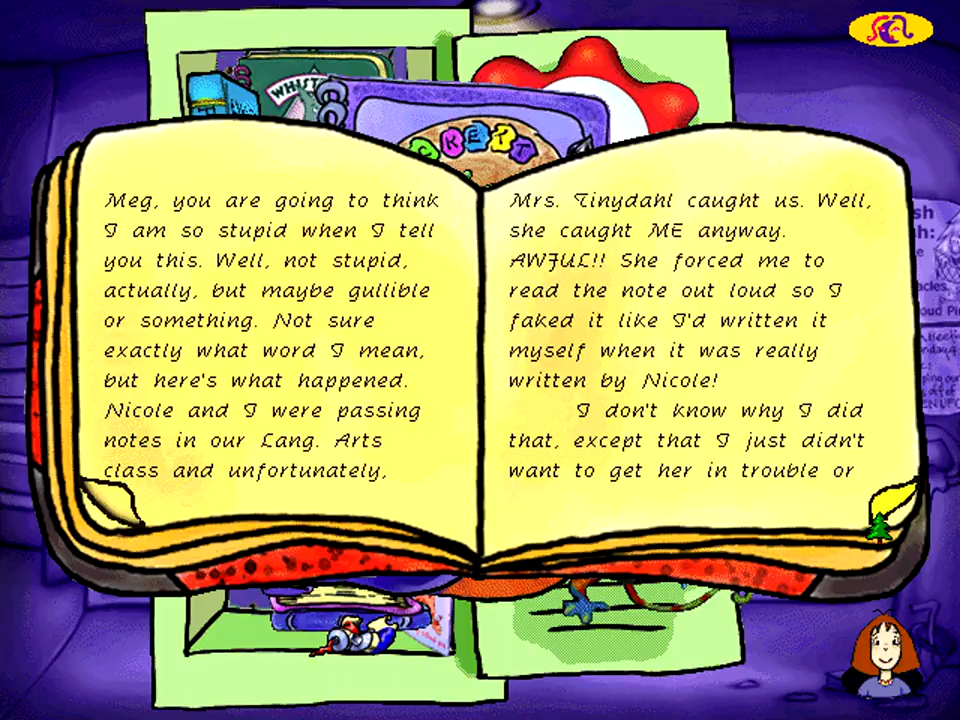 WHIST
CKETT
Meg, you are going to think
I am so stupid when I tell
you this. Well, not stupid,
actually, but maybe gullible
or something. Not sure
exactly what word I mean,
but here's what happened.
Nicole and I were passing
notes in our Lang. Arts
class and unfortunately,
Mrs. Tinydahl caught us. Well,
she caught ME anyway.
AWFUL!! She forced me to
read the note out loud so I
faked it like I'd written it
myself when it was really
written by Nicole!
I don't know why I did
that, except that I just didn't
want to get her in trouble or